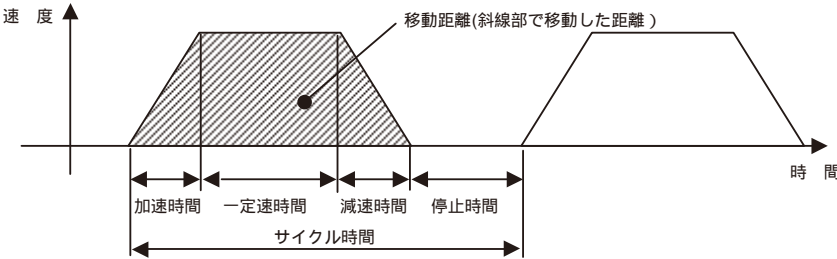 速 度
移動距離(斜線部で移動した距離 )
時 間
加速時間 一定速時間 減速時間 停止時間
サイクル時間